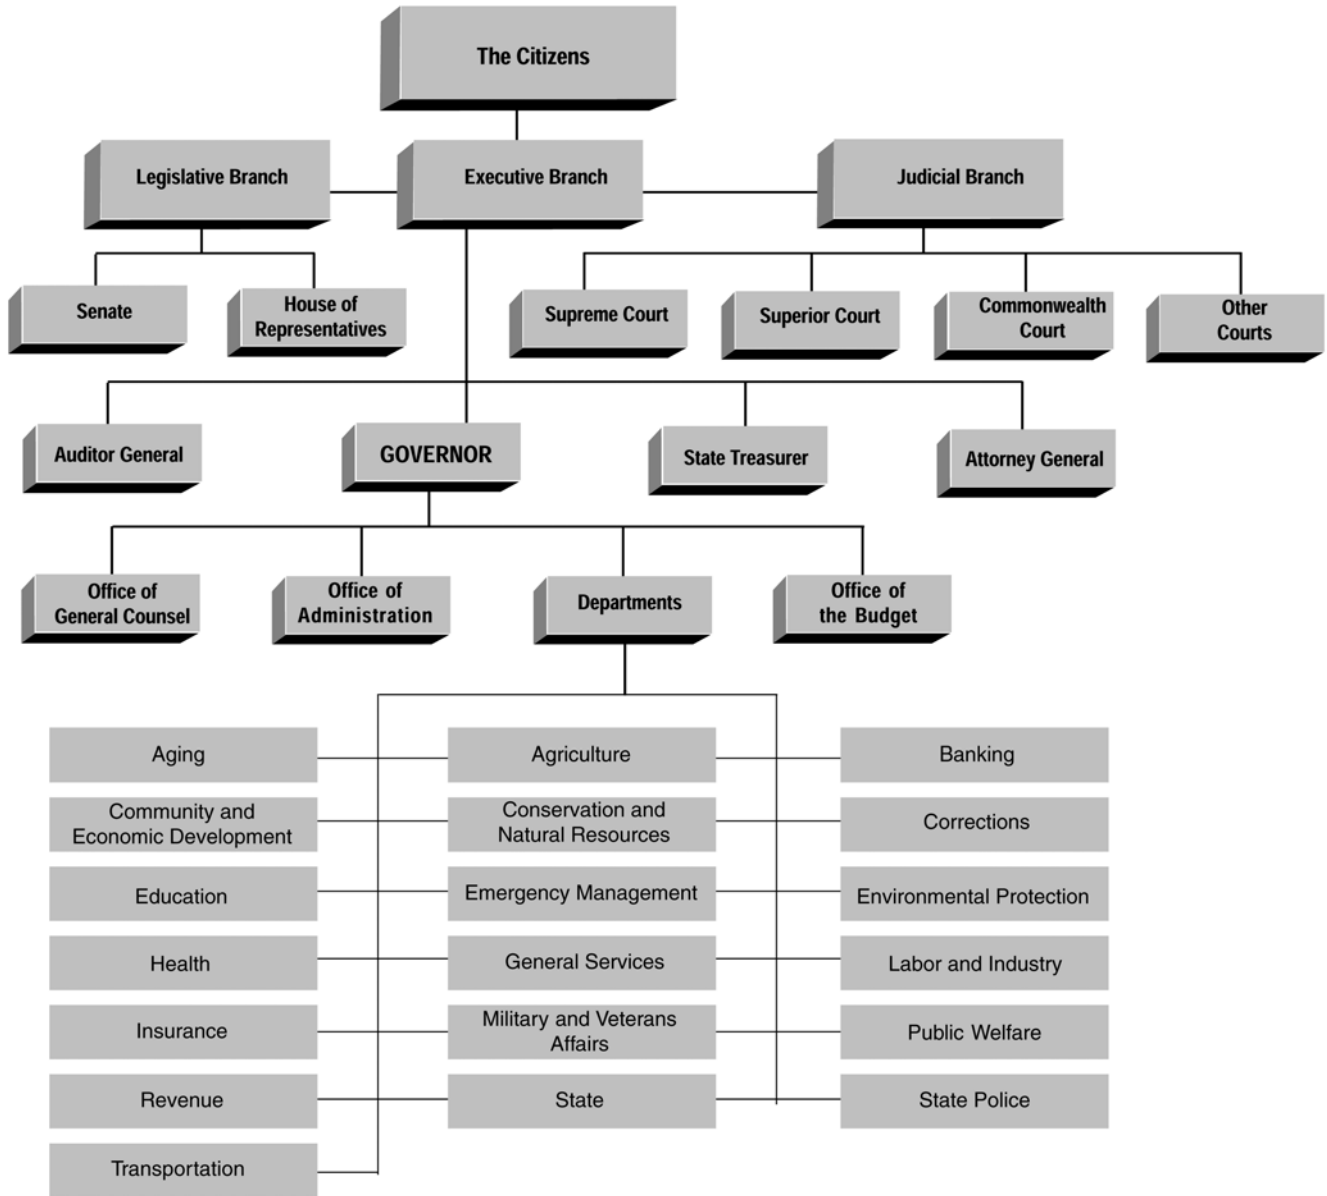 The Citizens
Legislative Branch
Executive Branch
Judicial Branch
Senate
House of
Representatives
Supreme Court
Superior Court
Commonwealth
Court
Other
Courts
Auditor General
GOVERNOR
State Treasurer
Attorney General
Office of
General Counsel
Office of
Administration
Departments
Office of
the Budget
Aging
Agriculture
Banking
Community and
Economic Development
Conservation and
Natural Resources
Corrections
Education
Emergency Management
Environmental Protection
Health
General Services
Labor and Industry
Insurance
Military and Veterans
Affairs
Public Welfare
Revenue
State
State Police
Transportation